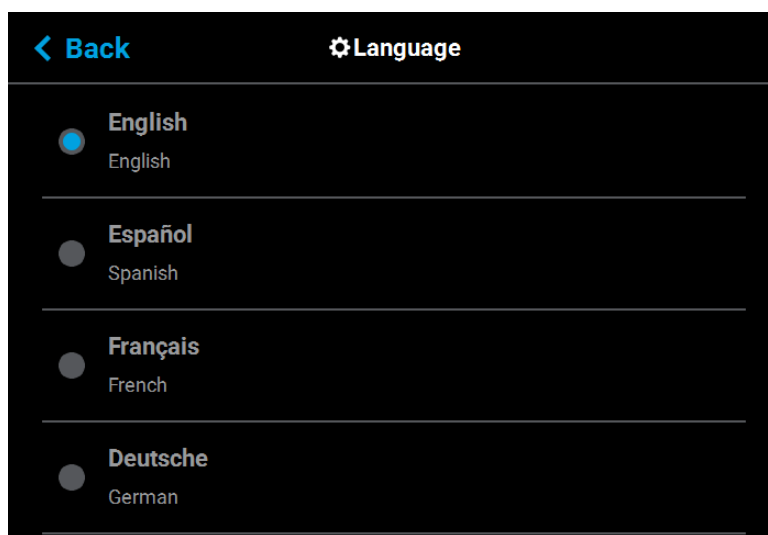 Back
Language
English
English
Español
Spanish
Français
French
Deutsche
German